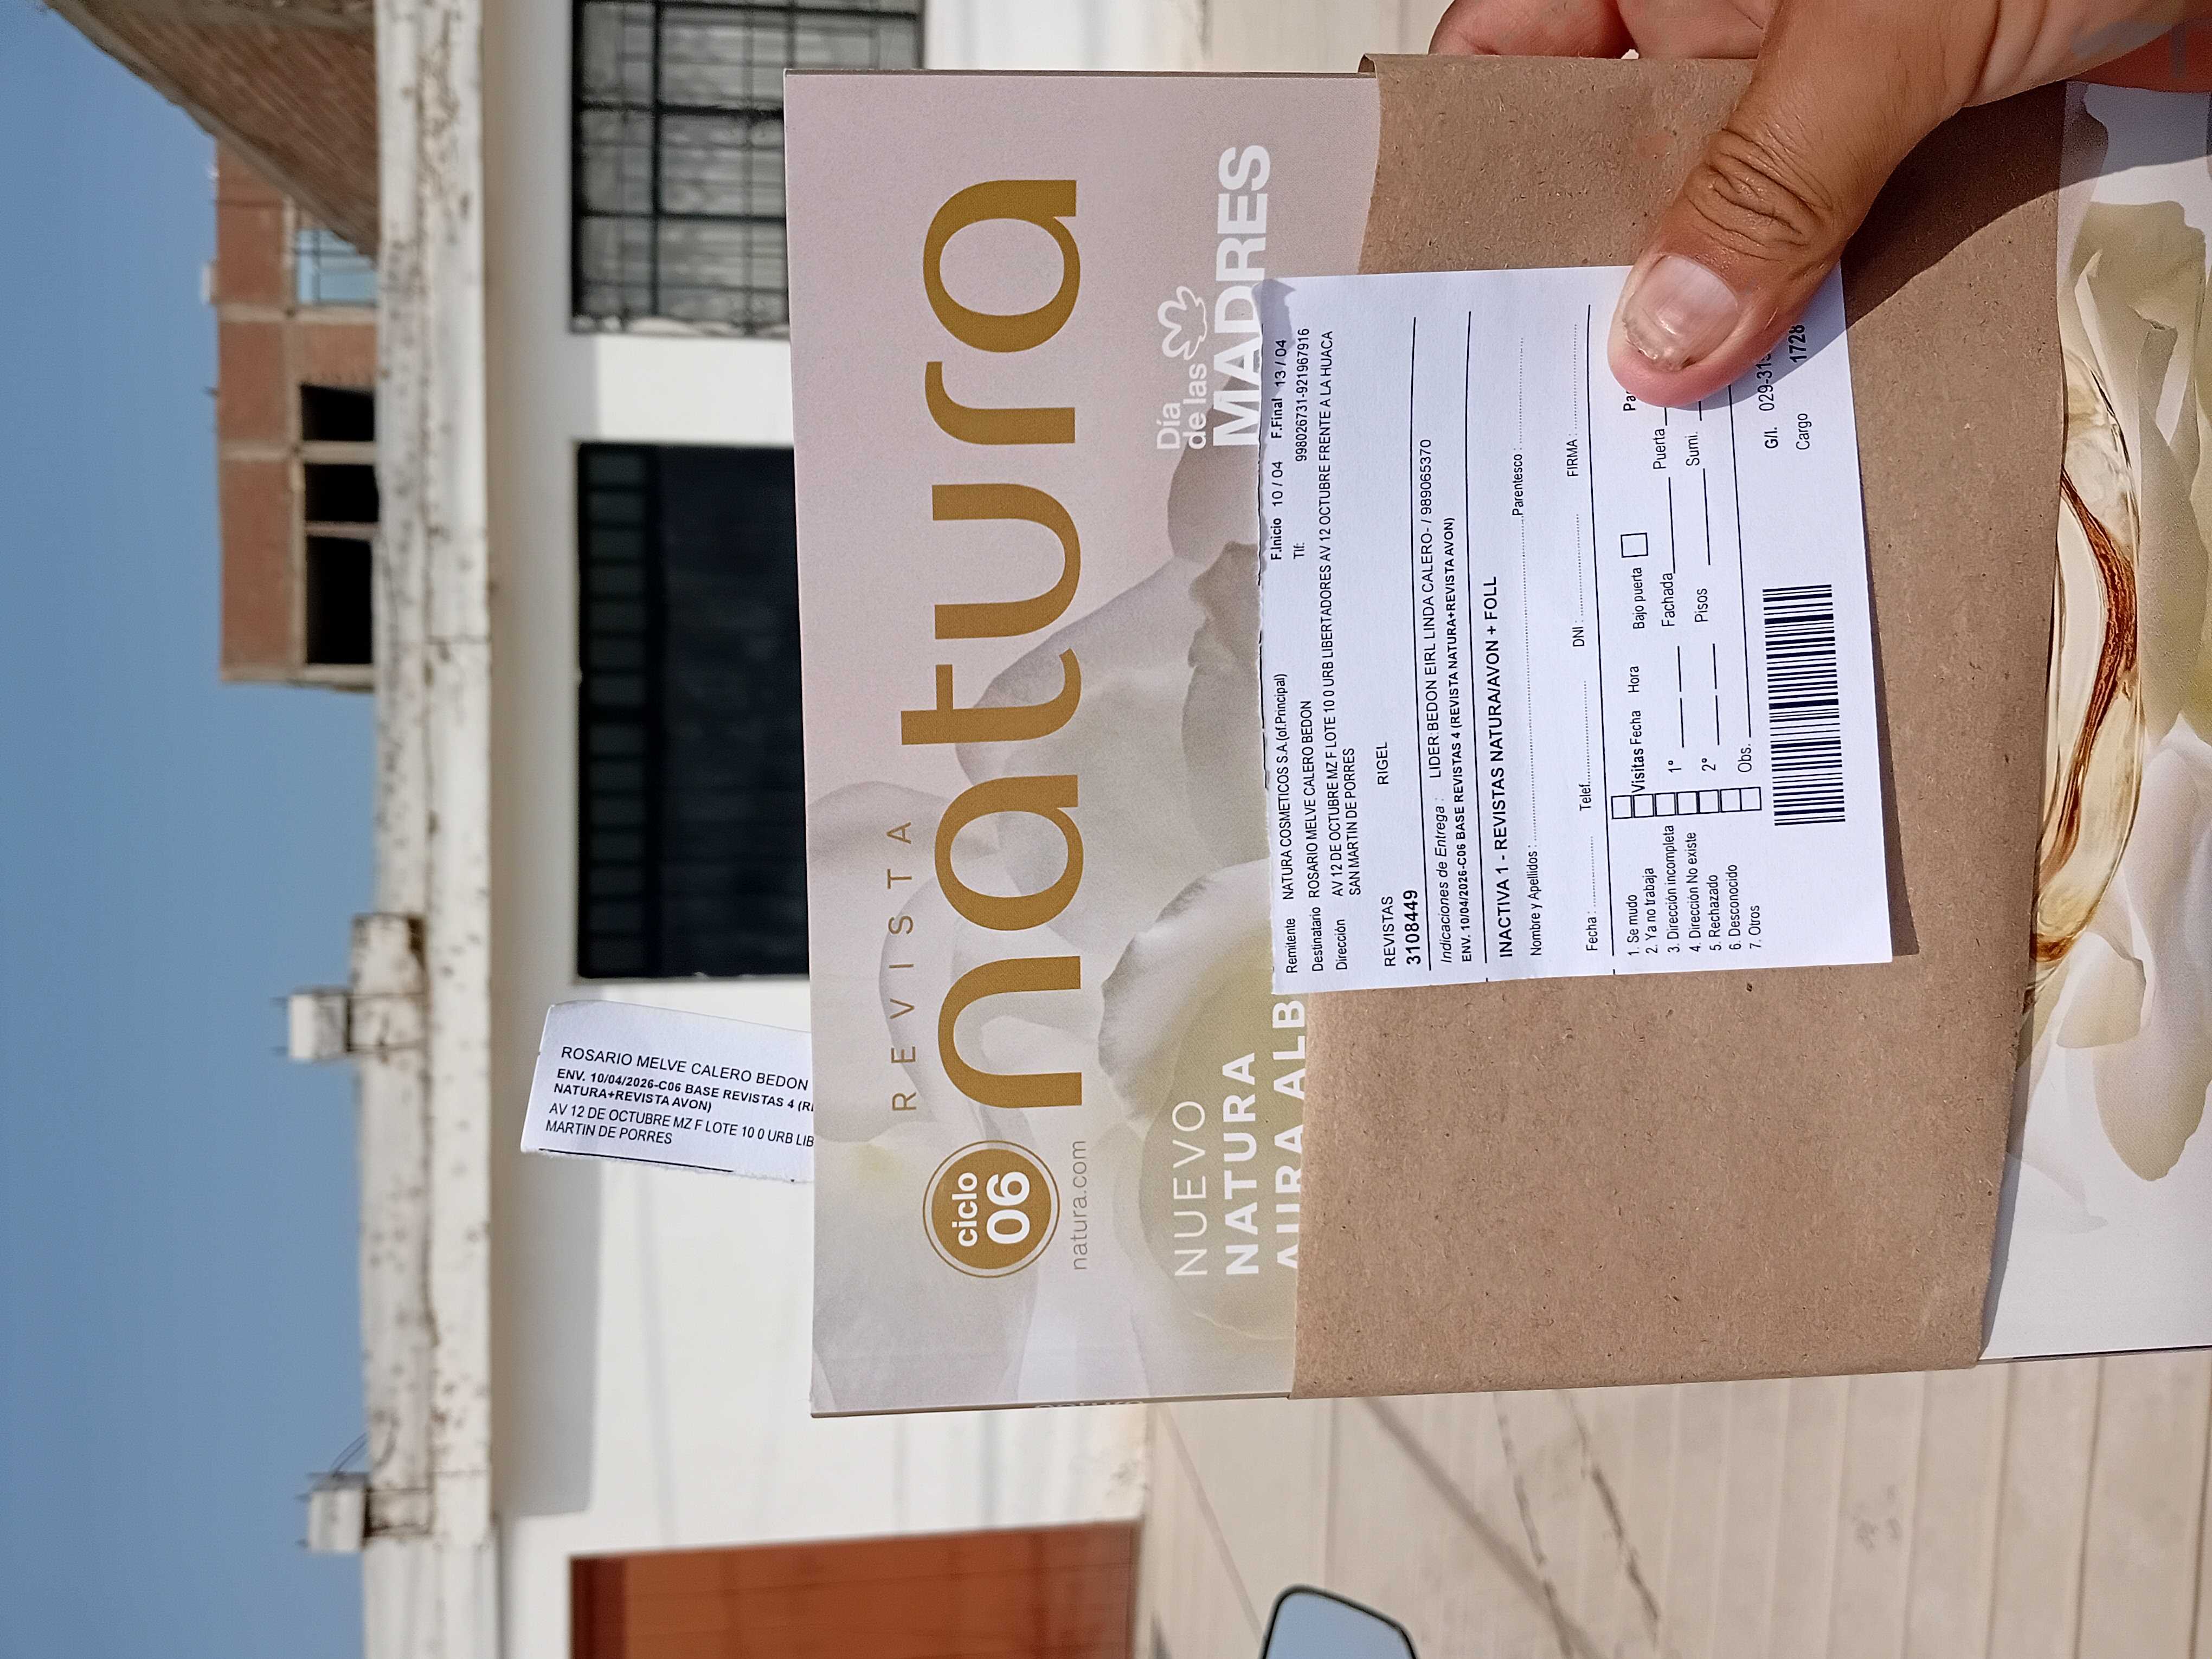 REVISTA
ciclo
06
natura
natura.com
Día
de las
MADRES
NUEVO
NATURA
AURA ALB
ROSARIO MELVE CALERO BEDON
ENV. 10/04/2026-C06 BASE REVISTAS 4 (RE
NATURA+REVISTA AVON)
AV 12 DE OCTUBRE MZ F LOTE 10 0 URB LIB
MARTIN DE PORRES
F.Inicio 10 / 04 F.Final 13 / 04
Remitente NATURA COSMETICOS S.A.(of.Principal) Tlf: 998026731-921967916
Destinatario ROSARIO MELVE CALERO BEDON
Dirección AV 12 DE OCTUBRE MZ F LOTE 10 0 URB LIBERTADORES AV 12 OCTUBRE FRENTE A LA HUACA
SAN MARTIN DE PORRES
REVISTAS RIGEL
3108449
Indicaciones de Entrega : LIDER:BEDON EIRL LINDA CALERO- / 989065370
ENV. 10/04/2026-C06 BASE REVISTAS 4 (REVISTA NATURA+REVISTA AVON)
INACTIVA 1 - REVISTAS NATURA/AVON + FOLL
Nombre y Apellidos : Parentesco :
Fecha : Telef. DNI : FIRMA :
1. Se mudo Visitas Fecha Hora Bajo puerta
2. Ya no trabaja 1° Fachada Puerta
3. Dirección incompleta 2° Pisos Sumi.
4. Dirección No existe Obs.
5. Rechazado
6. Desconocido
7. Otros
G/I. 029-31
Cargo 1728